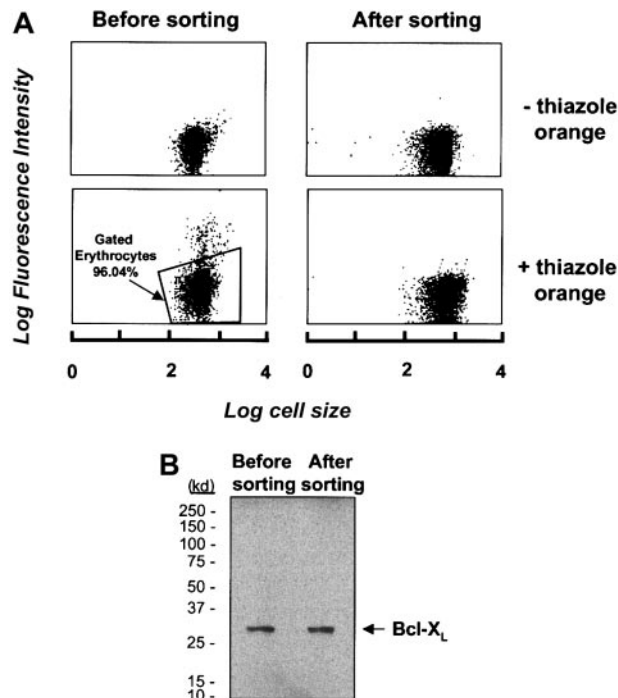 A
Before sorting
After sorting
Log Fluorescence Intensity
- thiazole
orange
Gated
Erythrocytes
96.04%
+ thiazole
orange
0 2 4
0 2 4
Log cell size
B
Before
sorting
After
sorting
(kd)
250 -
150 -
100 -
75 -
50 -
37 -
25 -
15 -
10 -
Bcl-XL